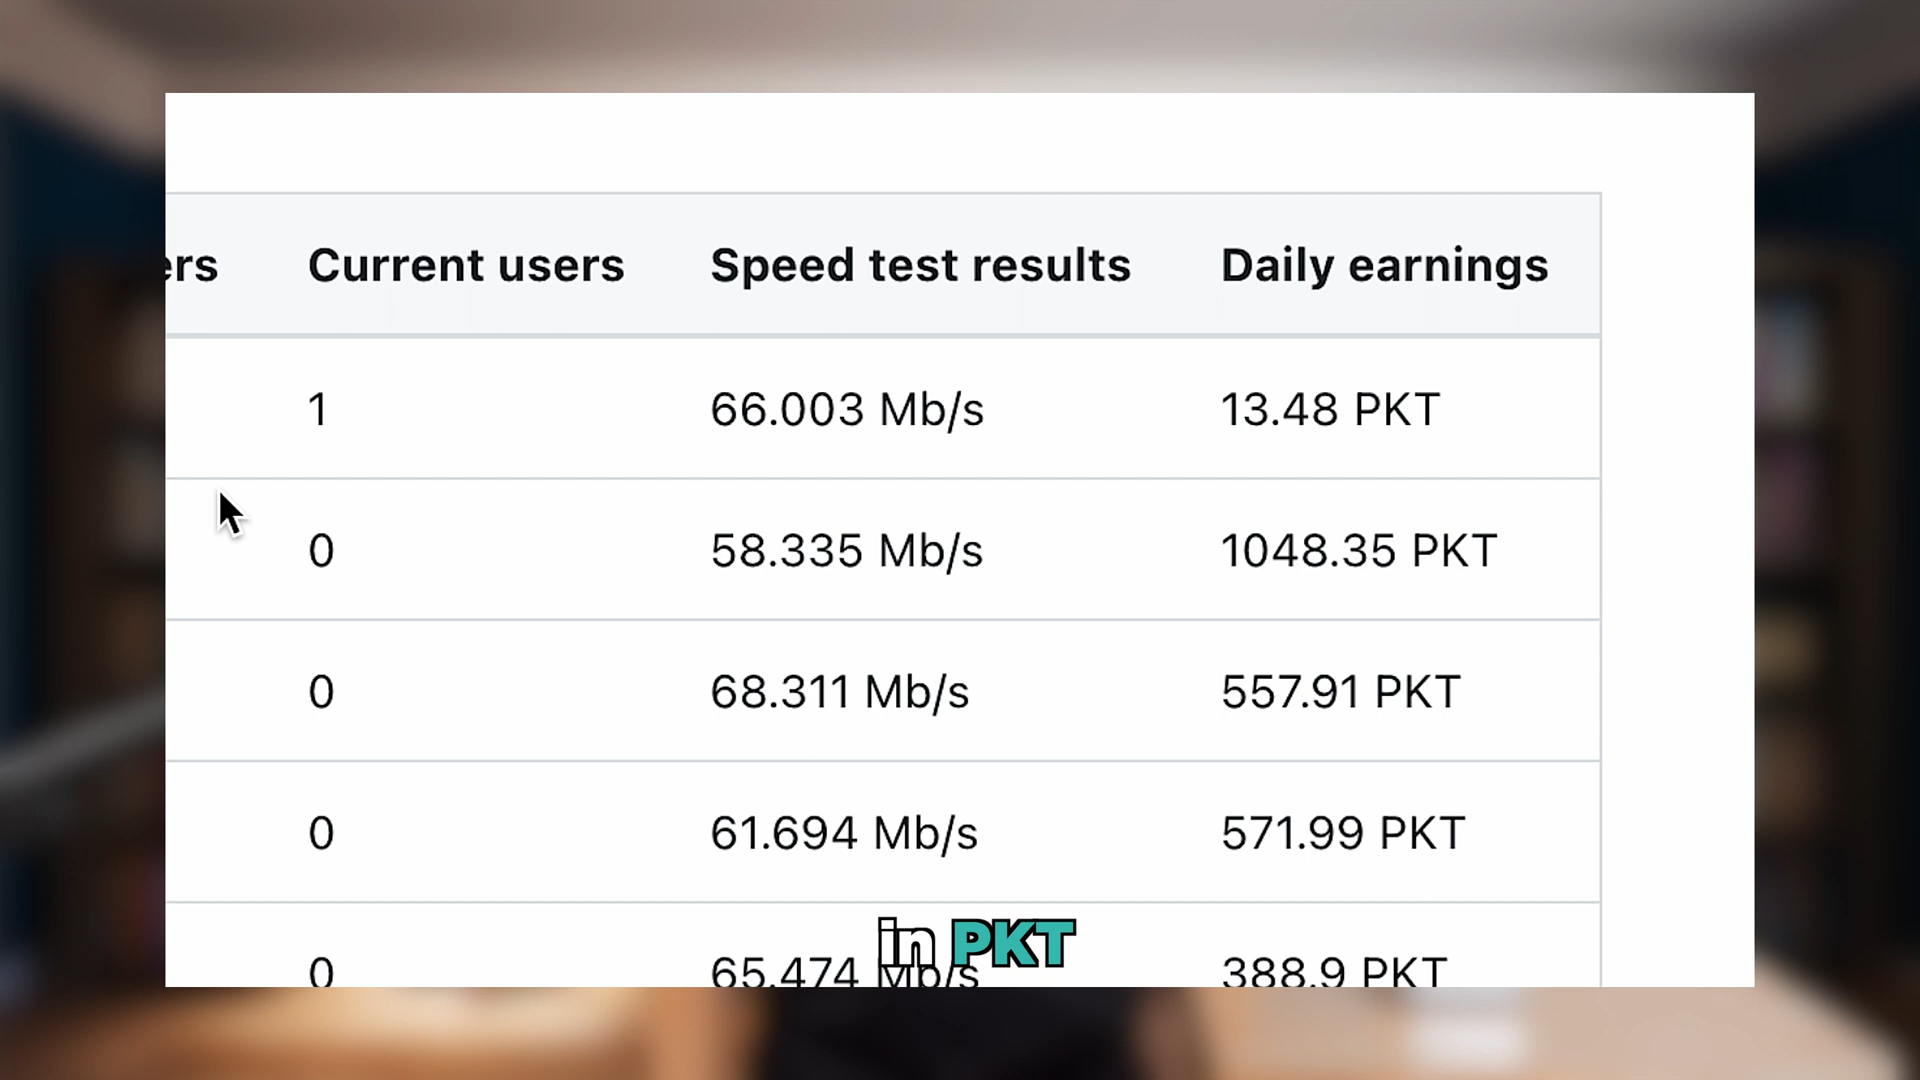 ers Current users Speed test results Daily earnings
1 66.003 Mb/s 13.48 PKT
0 58.335 Mb/s 1048.35 PKT
0 68.311 Mb/s 557.91 PKT
0 61.694 Mb/s 571.99 PKT
0 65.474 Mb/s 388.9 PKT
in PKT